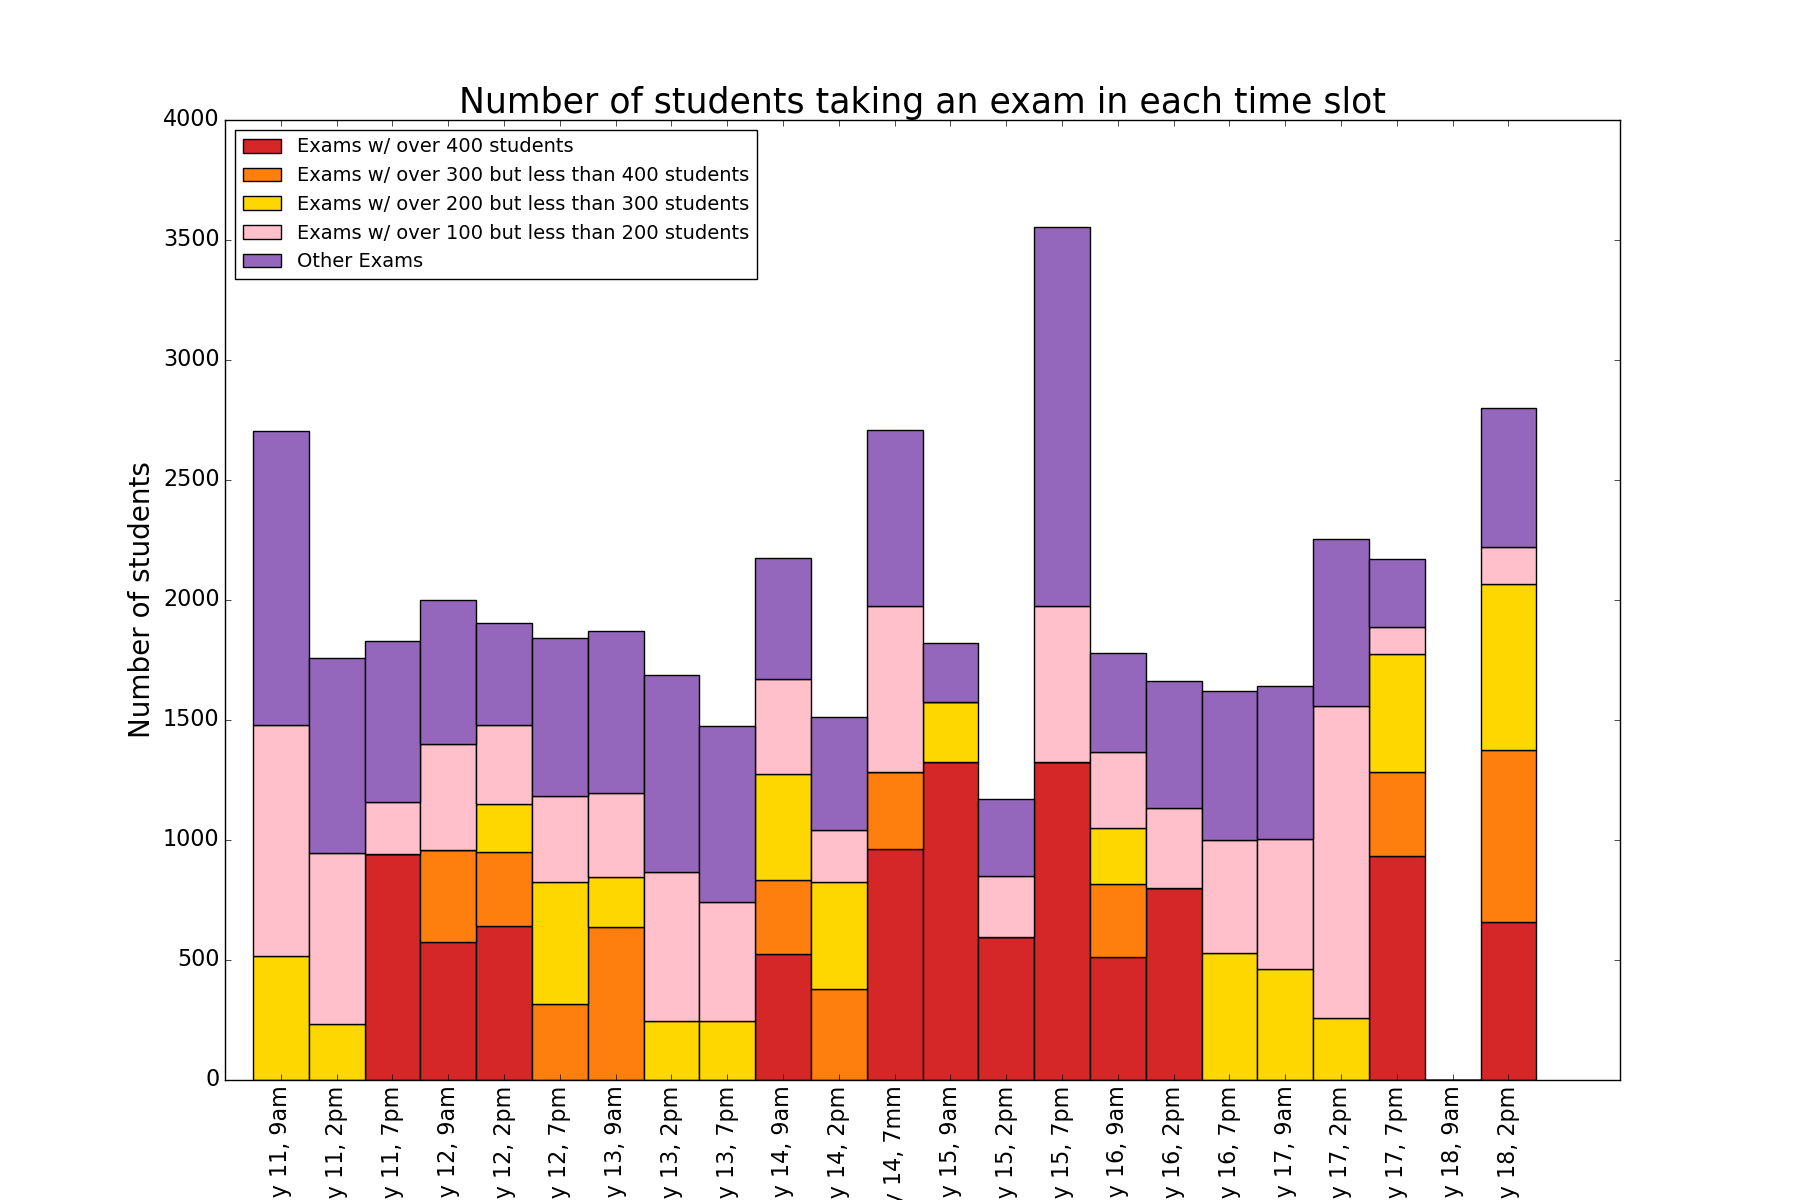 Number of students taking an exam in each time slot
4000
3500
3000
2500
2000
1500
1000
500
0
Number of students
Exams w/ over 400 students
Exams w/ over 300 but less than 400 students
Exams w/ over 200 but less than 300 students
Exams w/ over 100 but less than 200 students
Other Exams
y 11, 9am
y 11, 2pm
y 11, 7pm
y 12, 9am
y 12, 2pm
y 12, 7pm
y 13, 9am
y 13, 2pm
y 13, 7pm
y 14, 9am
y 14, 2pm
y 14, 7mm
y 15, 9am
y 15, 2pm
y 15, 7pm
y 16, 9am
y 16, 2pm
y 16, 7pm
y 17, 9am
y 17, 2pm
y 17, 7pm
y 18, 9am
y 18, 2pm